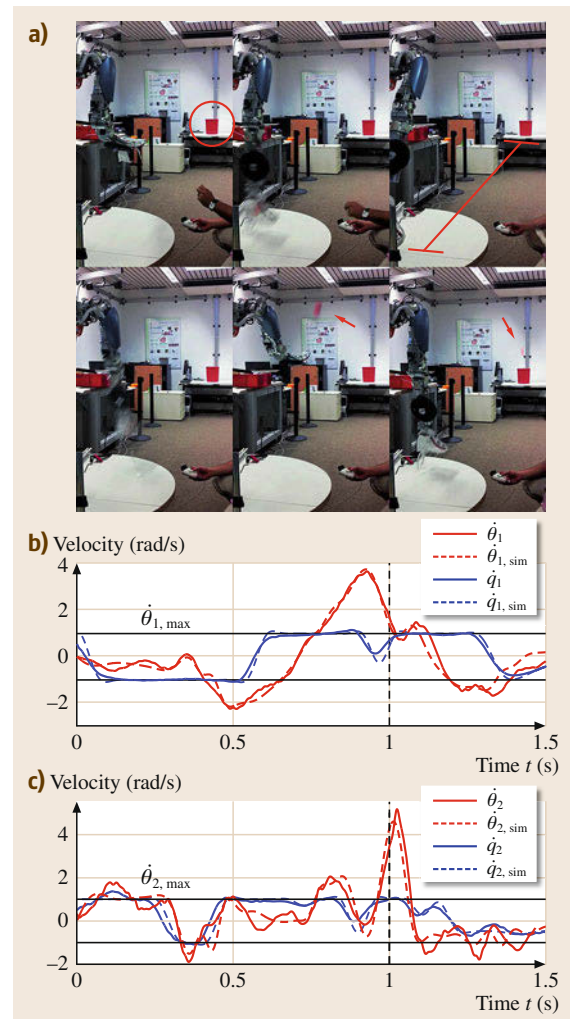 a)
b) Velocity (rad/s)
θ̇₁
θ̇₁, sim
q̇₁
q̇₁, sim
4
2
0
−2
θ̇₁, max
0
0.5
1
1.5
Time t (s)
c) Velocity (rad/s)
θ̇₂
θ̇₂, sim
q̇₂
q̇₂, sim
4
2
0
−2
θ̇₂, max
0
0.5
1
1.5
Time t (s)